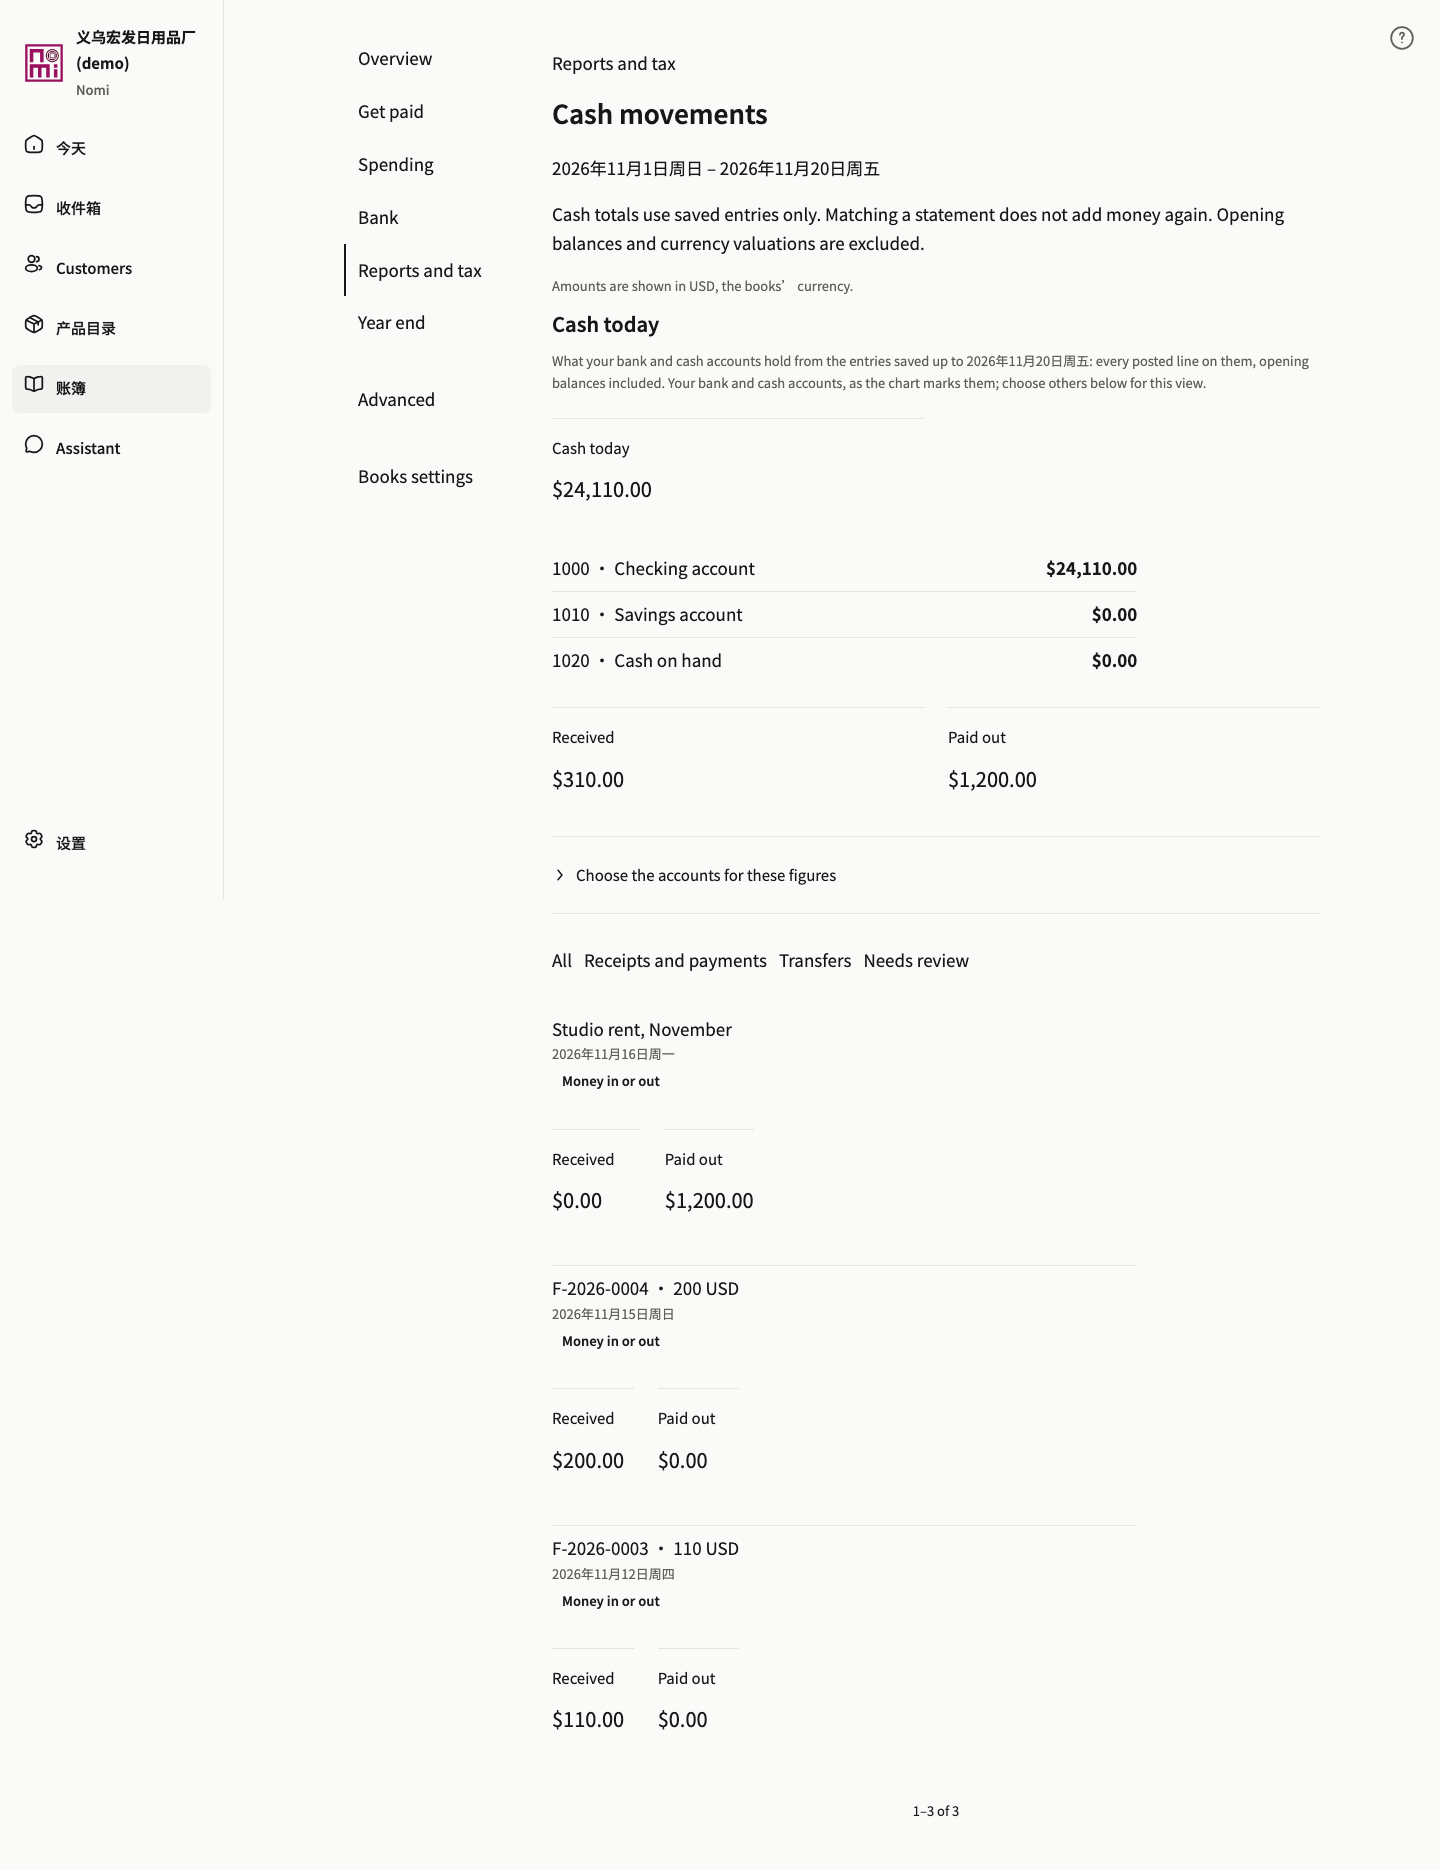 义乌宏发日用品厂
(demo)
Nomi
今天
收件箱
Customers
产品目录
账簿
Assistant
设置
Overview
Get paid
Spending
Bank
Reports and tax
Year end
Advanced
Books settings
Reports and tax
Cash movements
2026年11月1日周日 – 2026年11月20日周五
Cash totals use saved entries only. Matching a statement does not add money again. Opening
balances and currency valuations are excluded.
Amounts are shown in USD, the books’ currency.
Cash today
What your bank and cash accounts hold from the entries saved up to 2026年11月20日周五: every posted line on them, opening
balances included. Your bank and cash accounts, as the chart marks them; choose others below for this view.
Cash today
$24,110.00
1000 · Checking account $24,110.00
1010 · Savings account $0.00
1020 · Cash on hand $0.00
Received Paid out
$310.00 $1,200.00
Choose the accounts for these figures
All Receipts and payments Transfers Needs review
Studio rent, November
2026年11月16日周一
Money in or out
Received Paid out
$0.00 $1,200.00
F-2026-0004 · 200 USD
2026年11月15日周日
Money in or out
Received Paid out
$200.00 $0.00
F-2026-0003 · 110 USD
2026年11月12日周四
Money in or out
Received Paid out
$110.00 $0.00
1–3 of 3